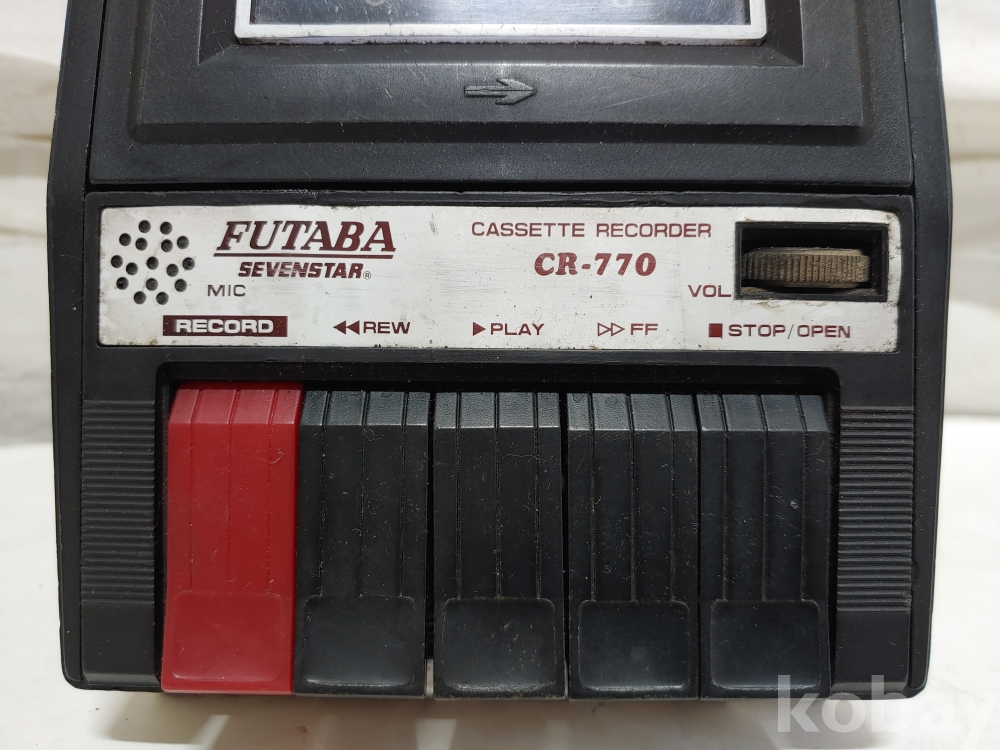 FUTABA
SEVENSTAR®
MIC
CASSETTE RECORDER
CR-770
VOL
RECORD ◀◀REW ▶PLAY ▷▷FF ■STOP/OPEN
kobay